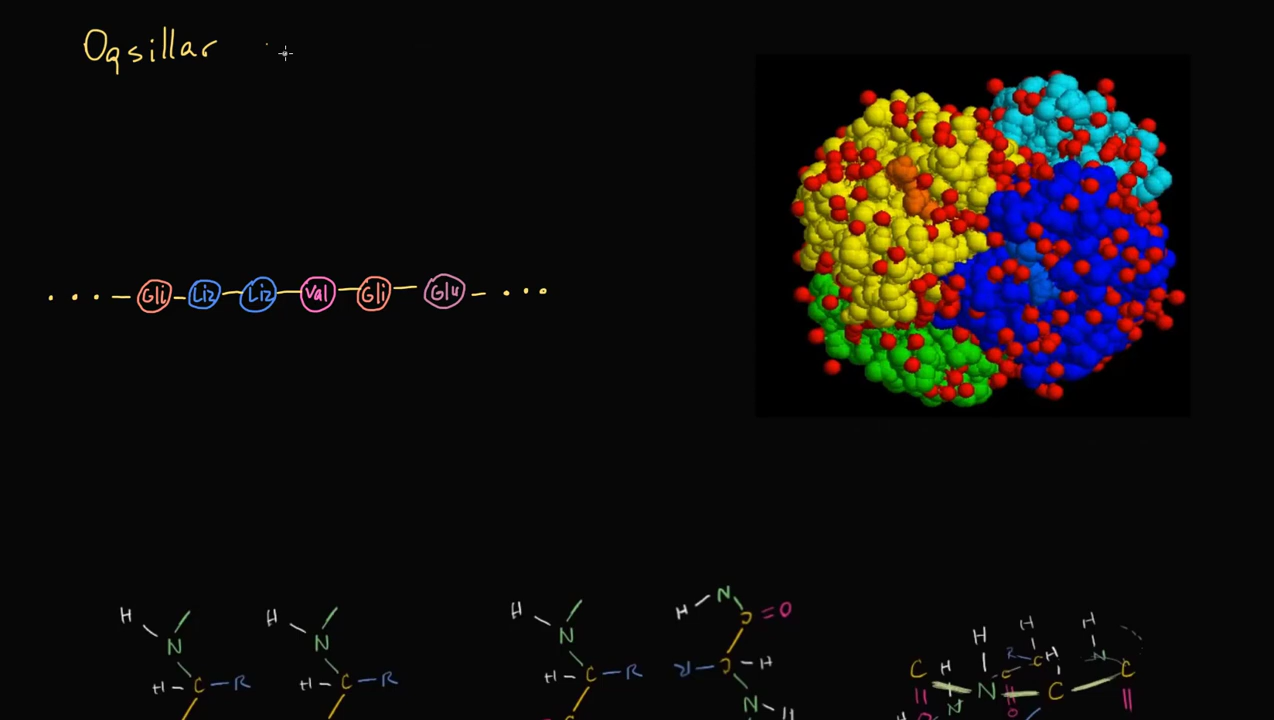 Oqsillar
... Gli Liz Liz Val Gli Glu ...
H H H H N C = O
N N N
H C R H C R H C R R C H
N H
H H H N
H R C H N C
C N C
H N O